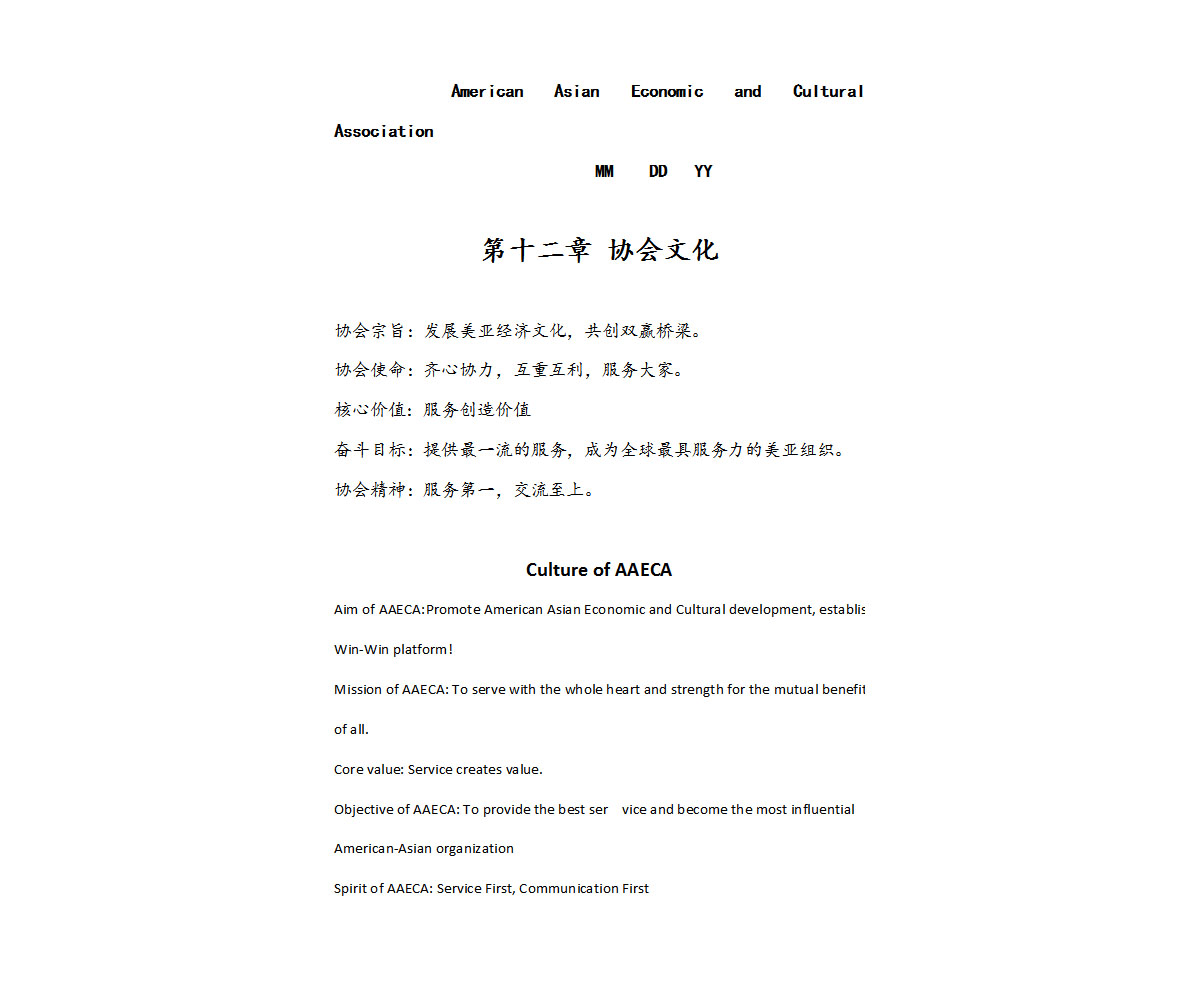 American Asian Economic and Cultural
Association
MM DD YY
第十二章 协会文化
协会宗旨：发展美亚经济文化，共创双赢桥梁。
协会使命：齐心协力，互重互利，服务大家。
核心价值：服务创造价值
奋斗目标：提供最一流的服务，成为全球最具服务力的美亚组织。
协会精神：服务第一，交流至上。
Culture of AAECA
Aim of AAECA:Promote American Asian Economic and Cultural development, establis
Win-Win platform!
Mission of AAECA: To serve with the whole heart and strength for the mutual benefit
of all.
Core value: Service creates value.
Objective of AAECA: To provide the best ser vice and become the most influential
American-Asian organization
Spirit of AAECA: Service First, Communication First